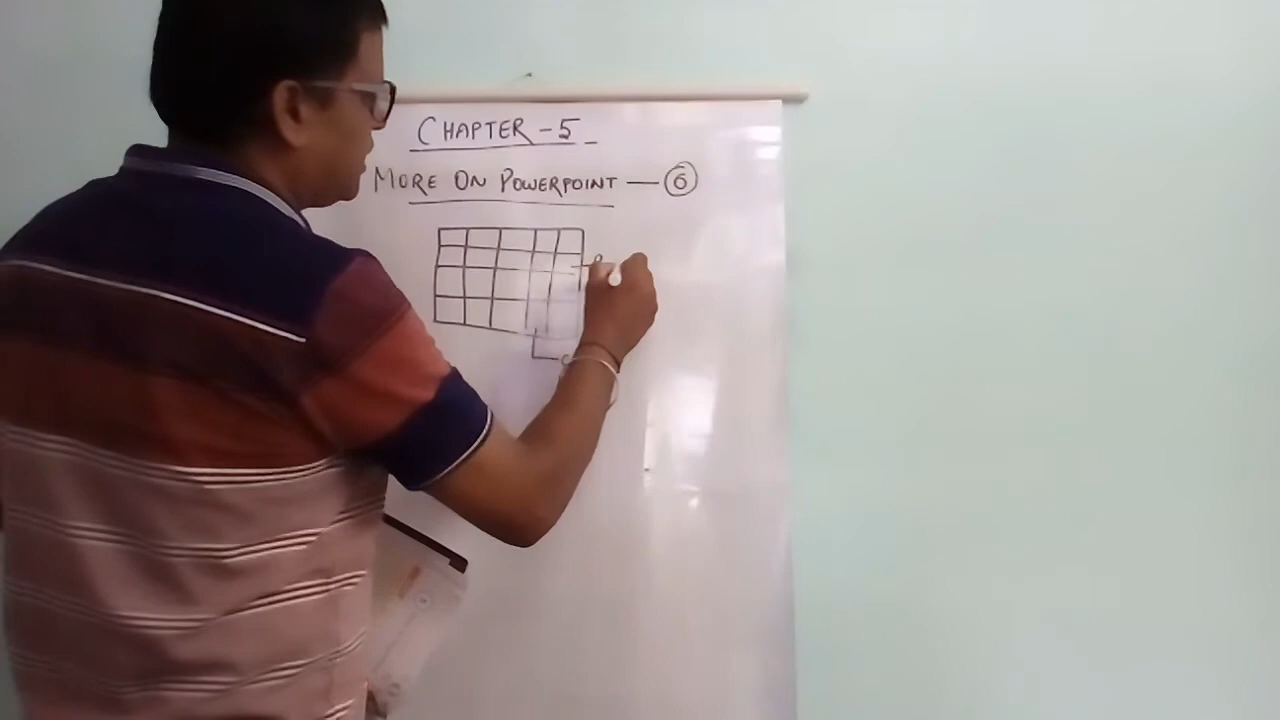 CHAPTER - 5
MORE ON POWERPOINT — 6